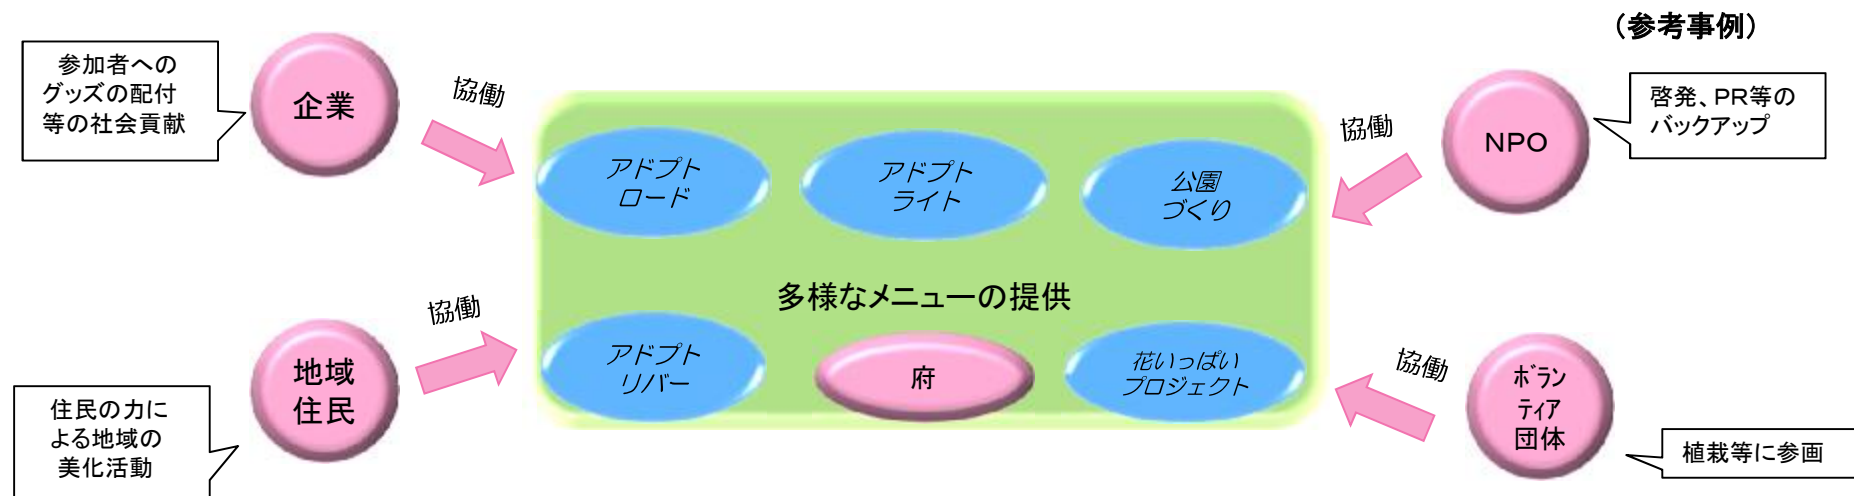 （参考事例）
参加者への
グッズの配付
等の社会貢献
企業
協働
協働
NPO
啓発、PR等の
バックアップ
アドプト
ロード
アドプト
ライト
公園
づくり
多様なメニューの提供
地域
住民
協働
住民の力に
よる地域の
美化活動
アドプト
リバー
府
花いっぱい
プロジェクト
協働
ﾎﾞﾗﾝ
ﾃｨｱ
団体
植栽等に参画